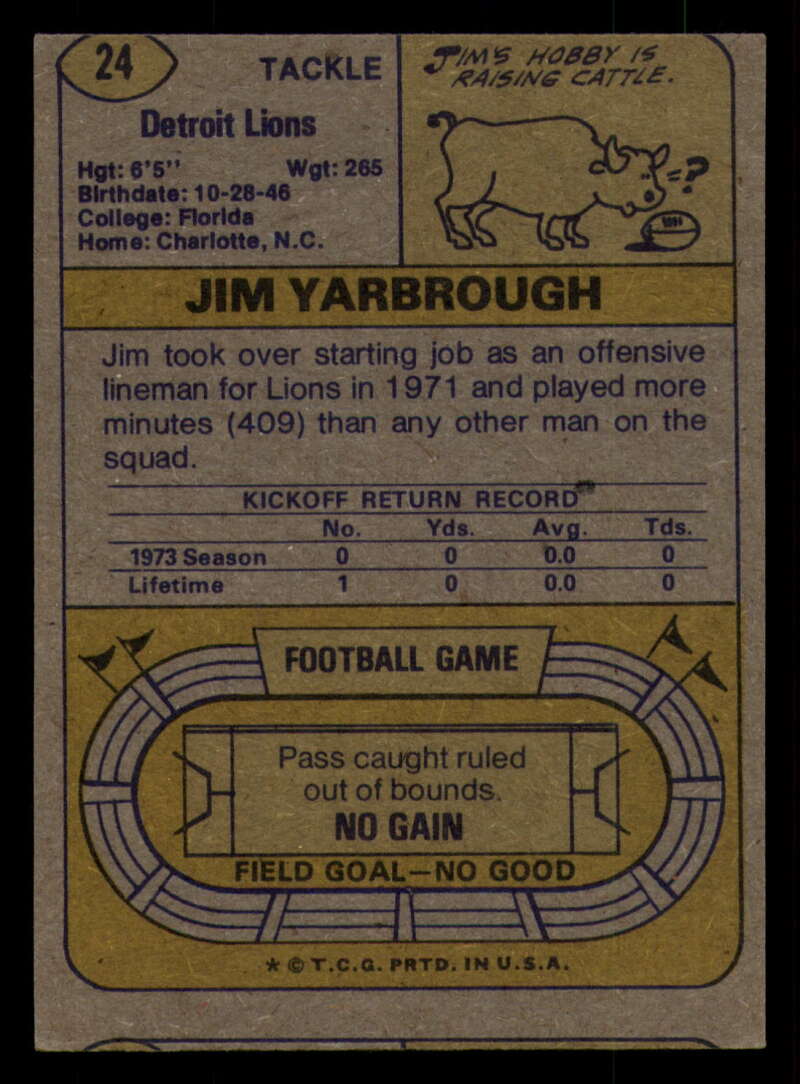 24
TACKLE
Detroit Lions
Hgt: 6'5" Wgt: 265
Birthdate: 10-28-46
College: Florida
Home: Charlotte, N.C.
JIM'S HOBBY IS
RAISING CATTLE.
=?
JIM YARBROUGH
Jim took over starting job as an offensive
lineman for Lions in 1971 and played more
minutes (409) than any other man on the
squad.
KICKOFF RETURN RECORD
No. Yds. Avg. Tds.
1973 Season 0 0 0.0 0
Lifetime 1 0 0.0 0
FOOTBALL GAME
Pass caught ruled
out of bounds.
NO GAIN
FIELD GOAL—NO GOOD
* © T.C.G. PRTD. IN U.S.A.